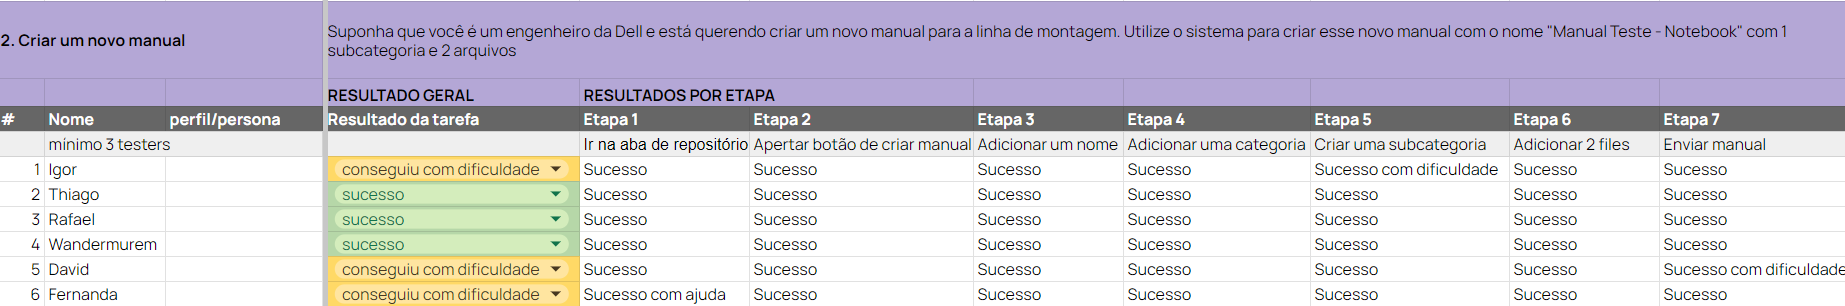 2. Criar um novo manual
Suponha que você é um engenheiro da Dell e está querendo criar um novo manual para a linha de montagem. Utilize o sistema para criar esse novo manual com o nome "Manual Teste - Notebook" com 1
subcategoria e 2 arquivos
RESULTADO GERAL RESULTADOS POR ETAPA
# Nome perfil/persona Resultado da tarefa Etapa 1 Etapa 2 Etapa 3 Etapa 4 Etapa 5 Etapa 6 Etapa 7
mínimo 3 testers Ir na aba de repositório Apertar botão de criar manual Adicionar um nome Adicionar uma categoria Criar uma subcategoria Adicionar 2 files Enviar manual
1 Igor conseguiu com dificuldade Sucesso Sucesso Sucesso Sucesso Sucesso com dificuldade Sucesso Sucesso
2 Thiago sucesso Sucesso Sucesso Sucesso Sucesso Sucesso Sucesso Sucesso
3 Rafael sucesso Sucesso Sucesso Sucesso Sucesso Sucesso Sucesso Sucesso
4 Wandermurem sucesso Sucesso Sucesso Sucesso Sucesso Sucesso Sucesso Sucesso
5 David conseguiu com dificuldade Sucesso Sucesso Sucesso Sucesso Sucesso Sucesso Sucesso com dificuldade
6 Fernanda conseguiu com dificuldade Sucesso com ajuda Sucesso Sucesso Sucesso Sucesso Sucesso Sucesso